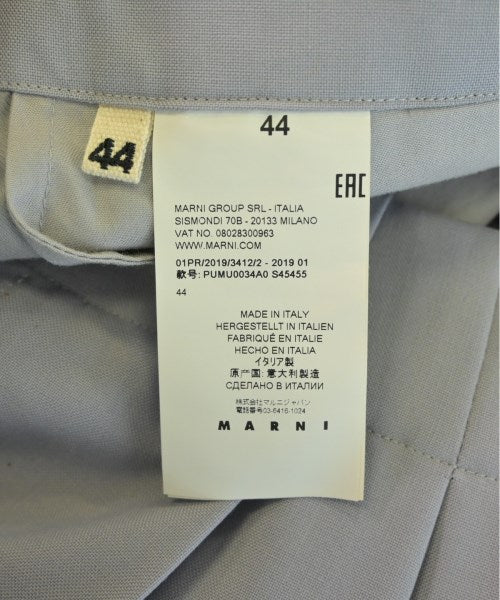 44
44
EAC
MARNI GROUP SRL - ITALIA
SISMONDI 70B - 20133 MILANO
VAT NO. 08028300963
WWW.MARNI.COM
01PR/2019/3412/2 - 2019 01
款号: PUMU0034A0 S45455
44
MADE IN ITALY
HERGESTELLT IN ITALIEN
FABRIQUÉ EN ITALIE
HECHO EN ITALIA
イタリア製
原产国: 意大利製造
СДЕЛАНО В ИТАЛИИ
株式会社マルニジャパン
電話番号03-6416-1024
MARNI